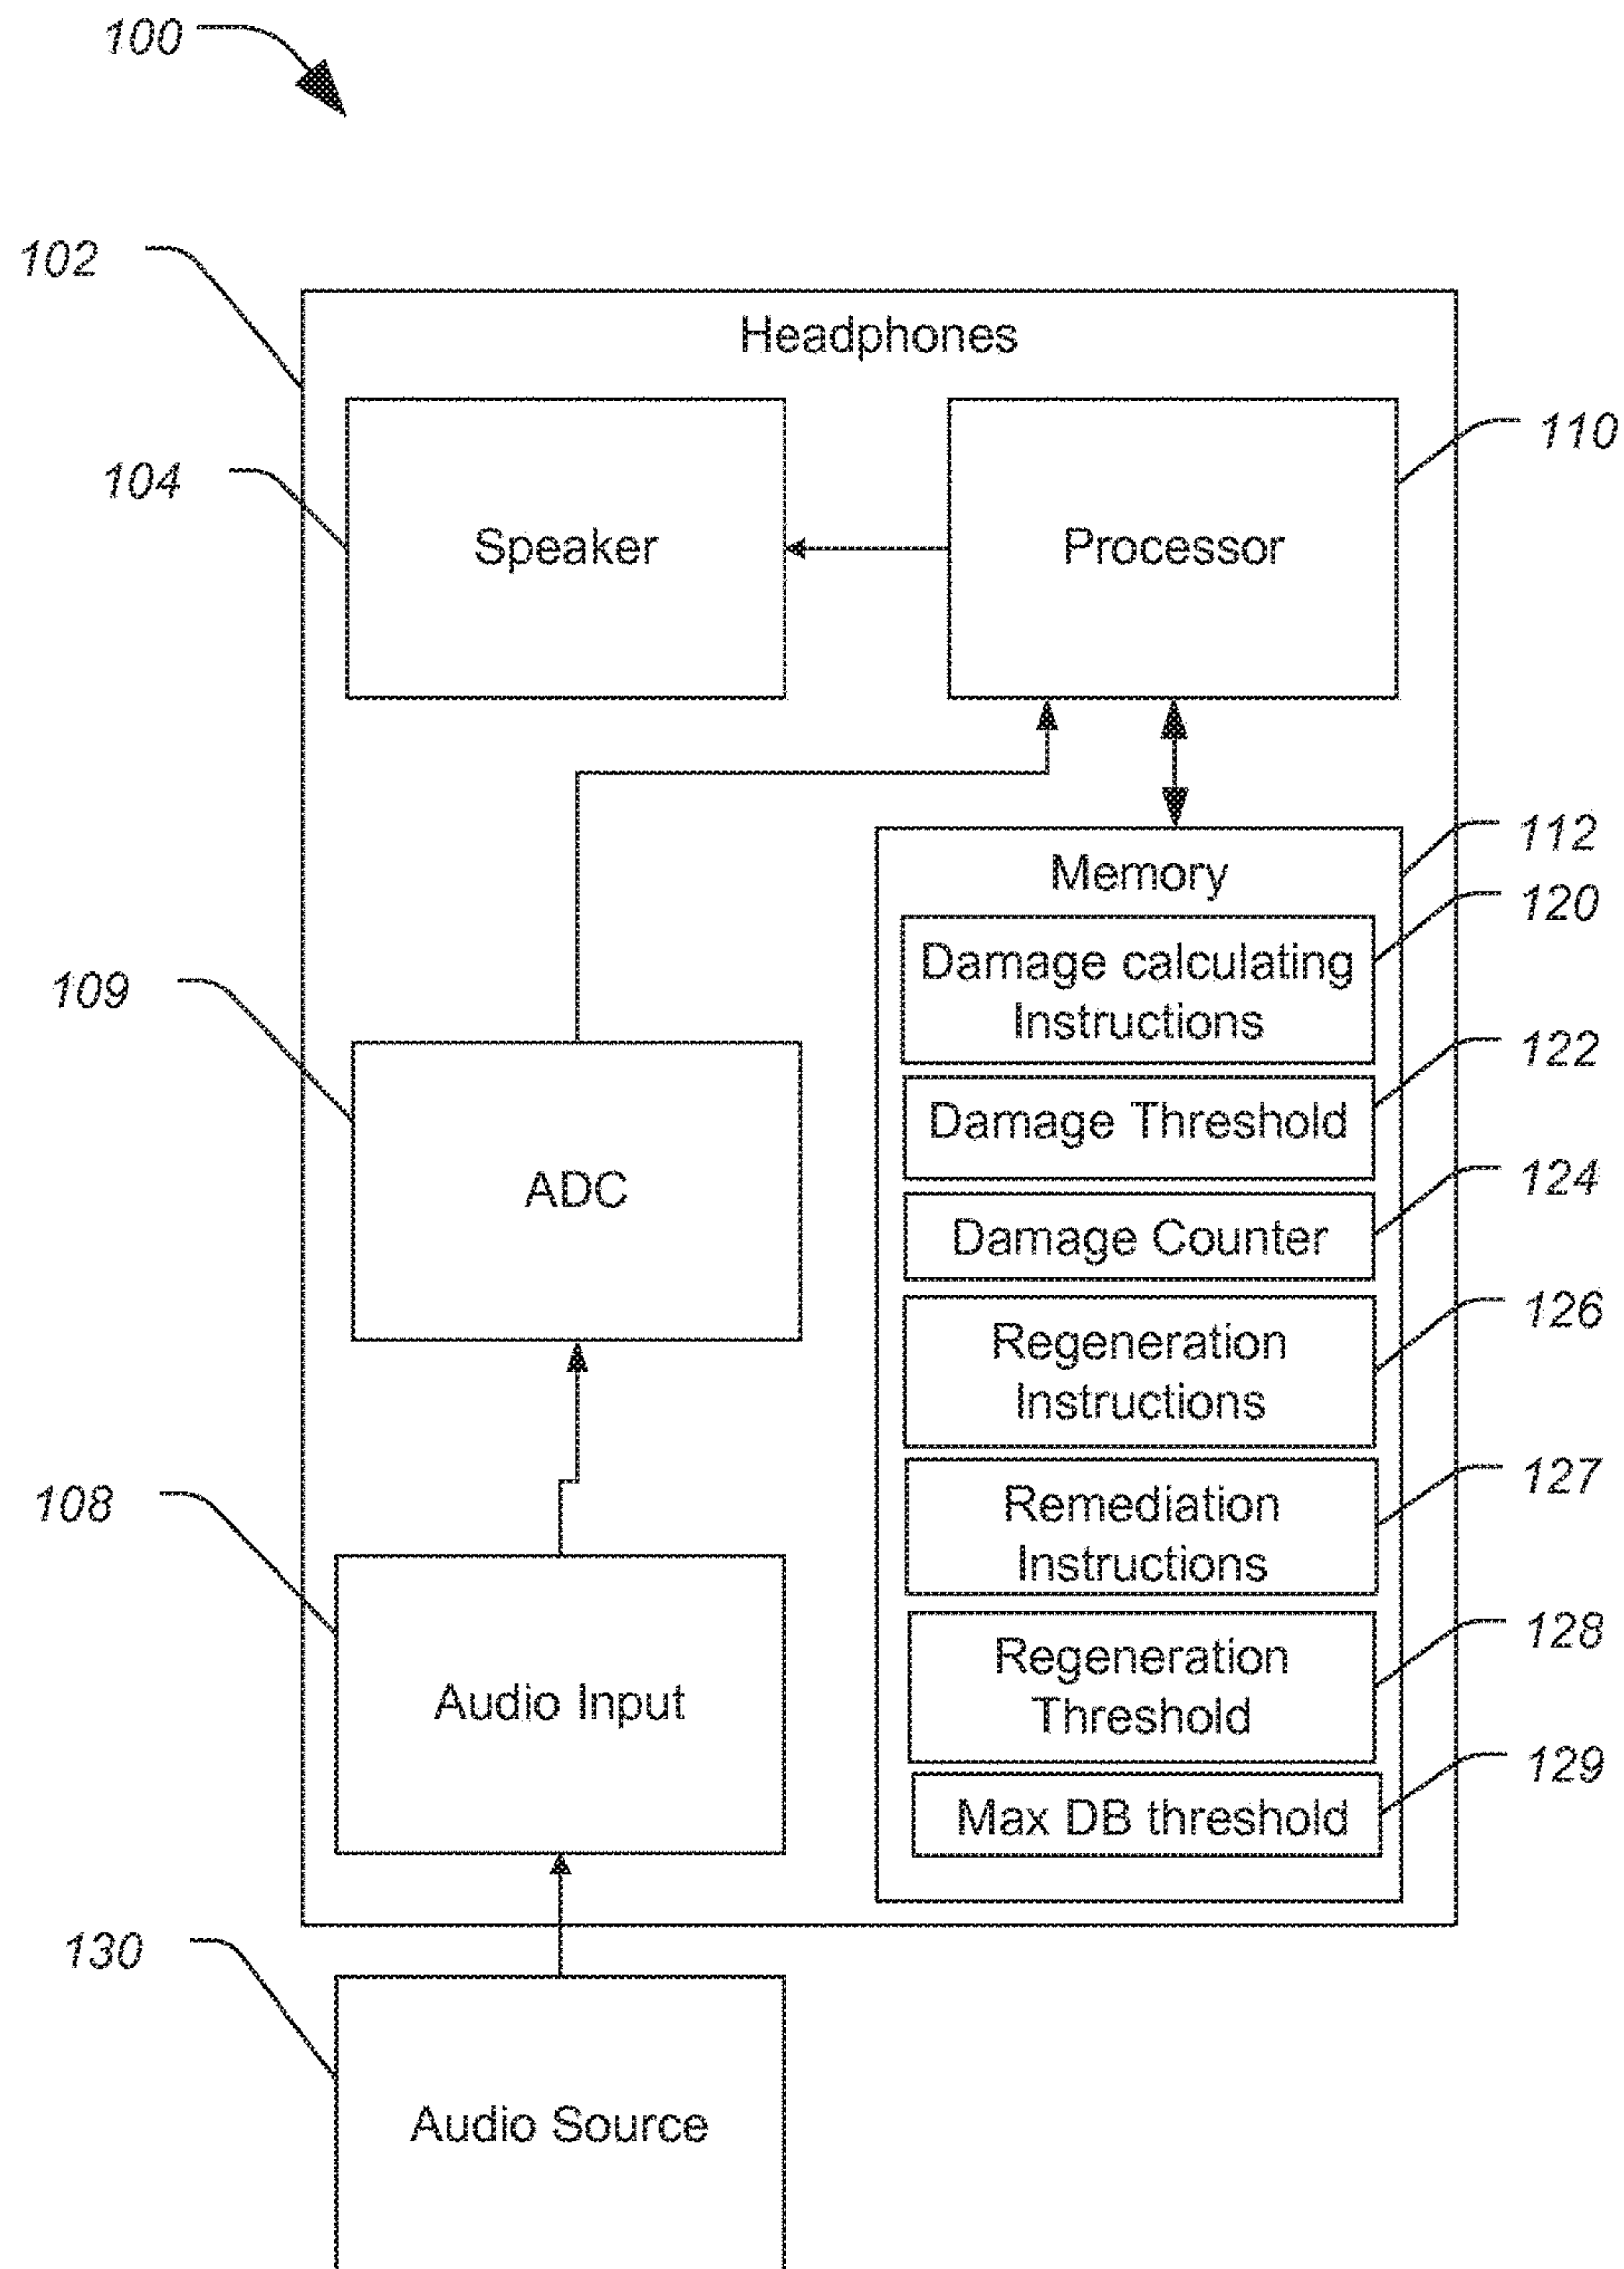 100
102
Headphones
104
Speaker
Processor
110
112
Memory
120
Damage calculating
Instructions
109
ADC
122
Damage Threshold
124
Damage Counter
126
Regeneration
Instructions
127
Remediation
Instructions
108
Audio Input
128
Regeneration
Threshold
129
Max DB threshold
130
Audio Source